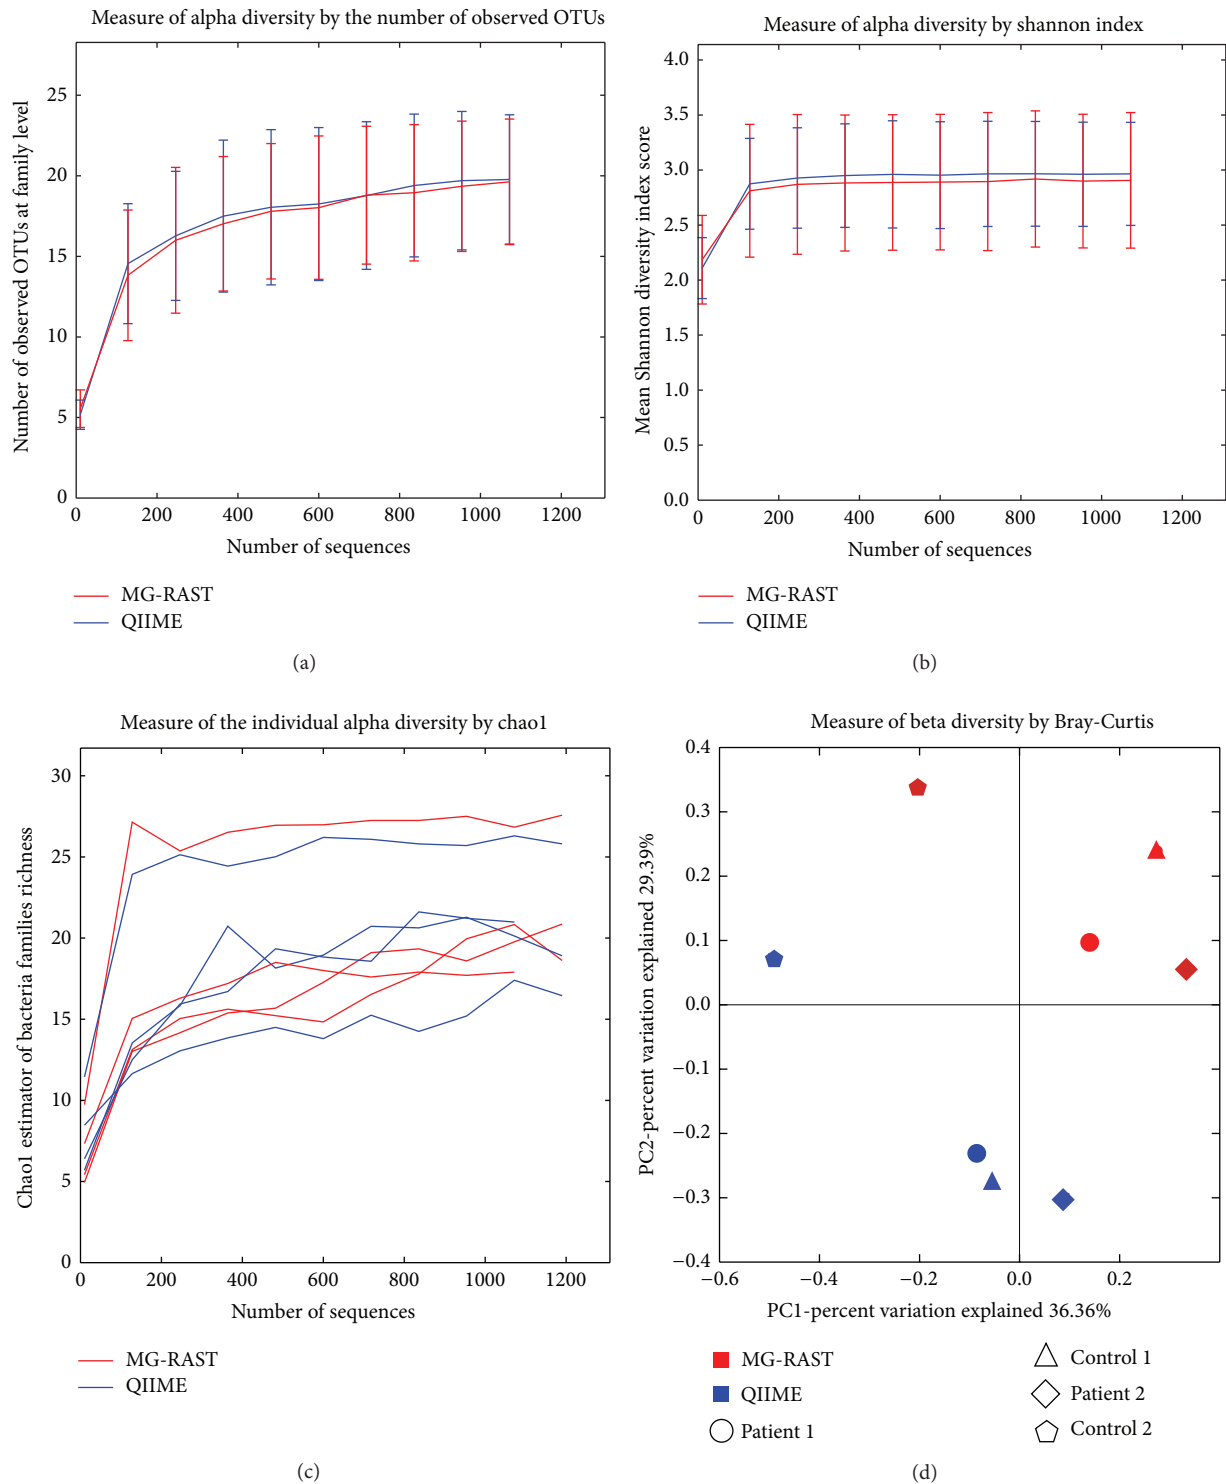 Measure of alpha diversity by the number of observed OTUs
Number of observed OTUs at family level
25
20
15
10
5
0
0 200 400 600 800 1000 1200
Number of sequences
MG-RAST
QIIME
(a)
Measure of alpha diversity by shannon index
Mean Shannon diversity index score
4.0
3.5
3.0
2.5
2.0
1.5
1.0
0.5
0.0
0 200 400 600 800 1000 1200
Number of sequences
MG-RAST
QIIME
(b)
Measure of the individual alpha diversity by chao1
Chao1 estimator of bacteria families richness
30
25
20
15
10
5
0
0 200 400 600 800 1000 1200
Number of sequences
MG-RAST
QIIME
(c)
Measure of beta diversity by Bray-Curtis
PC2-percent variation explained 29.39%
0.4
0.3
0.2
0.1
0.0
−0.1
−0.2
−0.3
−0.4
−0.6 −0.4 −0.2 0.0 0.2
PC1-percent variation explained 36.36%
MG-RAST
QIIME
Patient 1
Control 1
Patient 2
Control 2
(d)